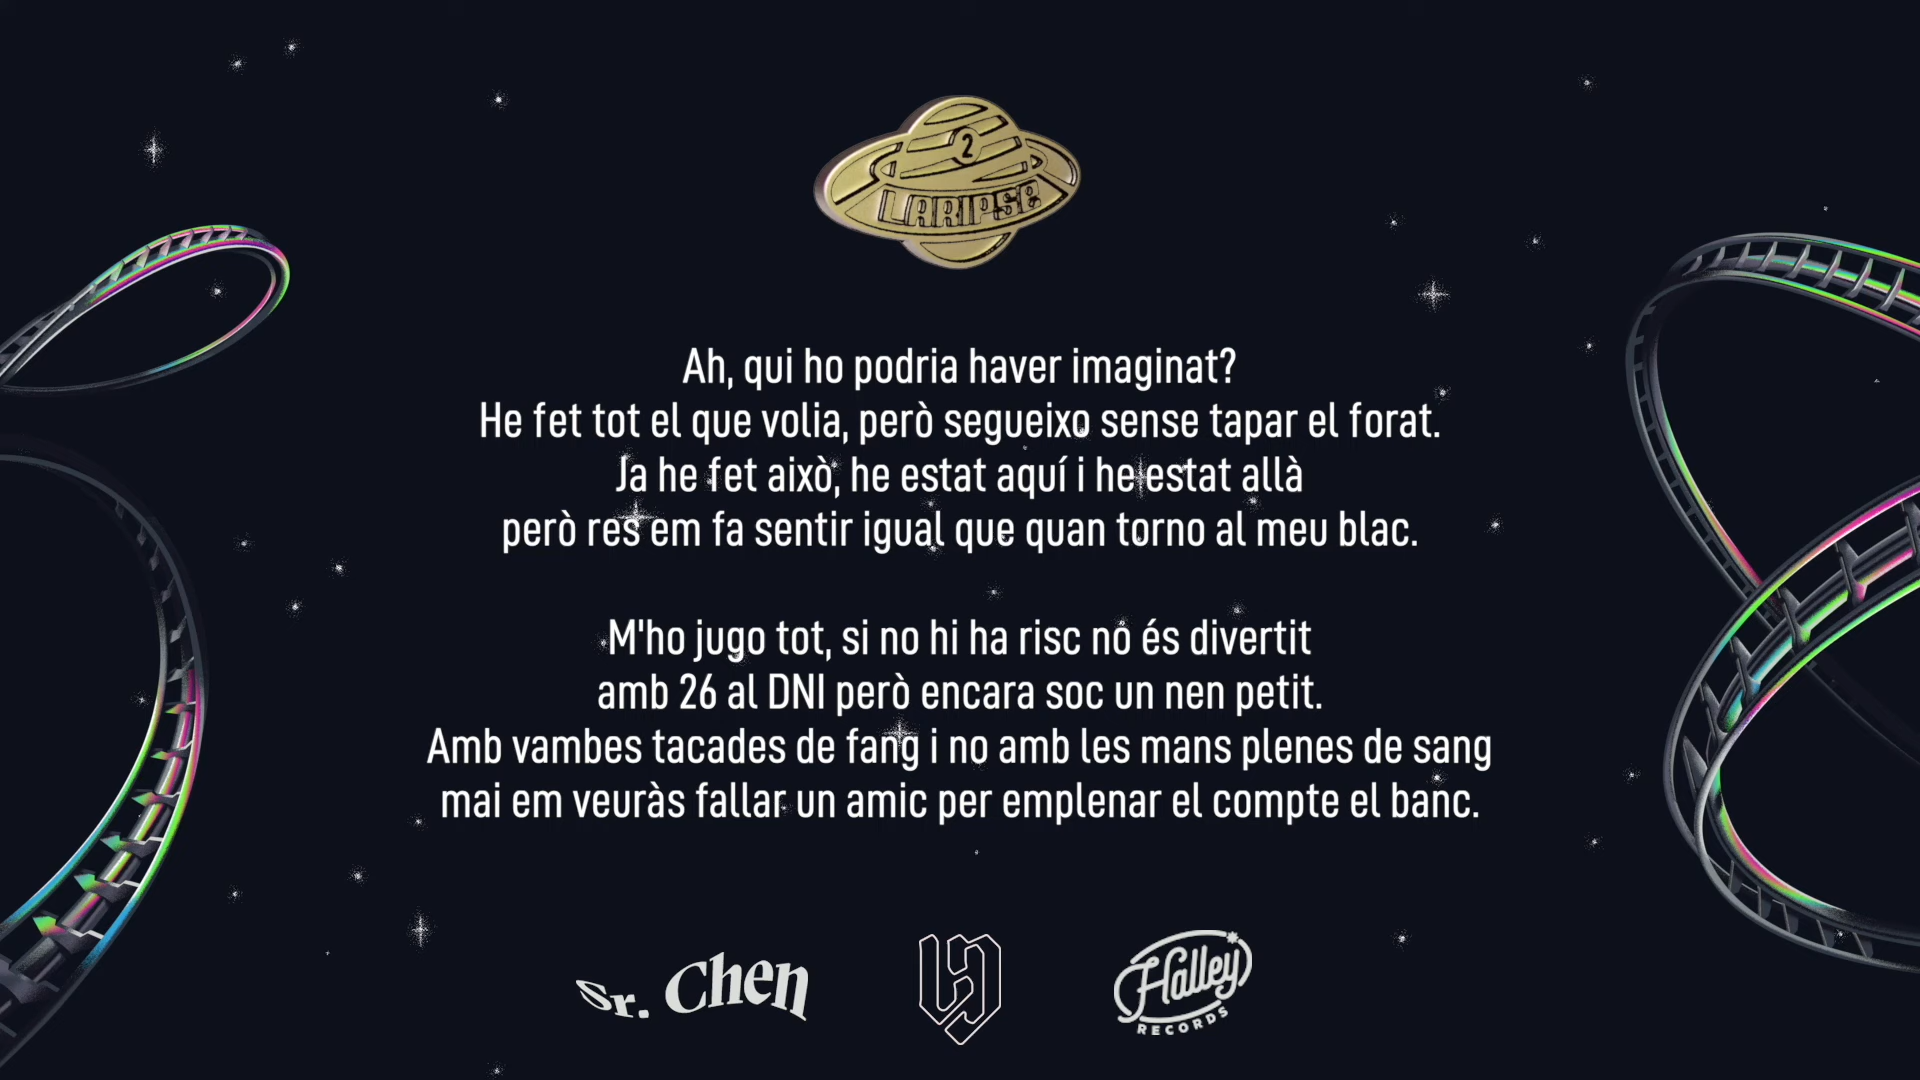 2
LARIPSE
Ah, qui ho podria haver imaginat?
He fet tot el que volia, però segueixo sense tapar el forat.
Ja he fet això, he estat aquí i he estat allà
però res em fa sentir igual que quan torno al meu blac.

M'ho jugo tot, si no hi ha risc no és divertit
amb 26 al DNI però encara soc un nen petit.
Amb vambes tacades de fang i no amb les mans plenes de sang
mai em veuràs fallar un amic per emplenar el compte el banc.
Sr. Chen
Halley
RECORDS